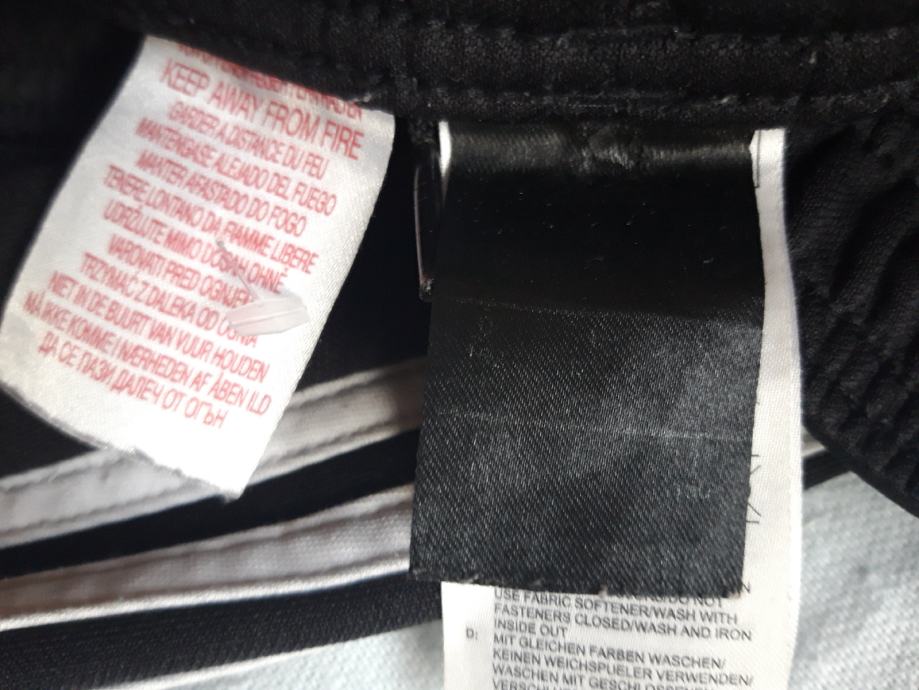 KEEP AWAY FROM FIRE
GARDER A DISTANCE DU FEU
MANTENGASE ALEJADO DEL FUEGO
MANTER AFASTADO DO FOGO
TENERE LONTANO DA FIAMME LIBERE
UDRŽUJTE MIMO DOSAH OHNĚ
VAROVATI PRED OGNJEM
TRZYMAĆ Z DALEKA OD OGNIA
NIET IN DE BUURT VAN VUUR HOUDEN
MÅ IKKE KOMME I NÆRHEDEN AF ÅBEN ILD
ДА СЕ ПАЗИ ДАЛЕЧ ОТ ОГЪН
USE FABRIC SOFTENER/WASH WITH
FASTENERS CLOSED/WASH AND IRON
INSIDE OUT
D: MIT GLEICHEN FARBEN WASCHEN/
KEINEN WEICHSPUELER VERWENDEN/
WASCHEN MIT GESCHLOSSENEN